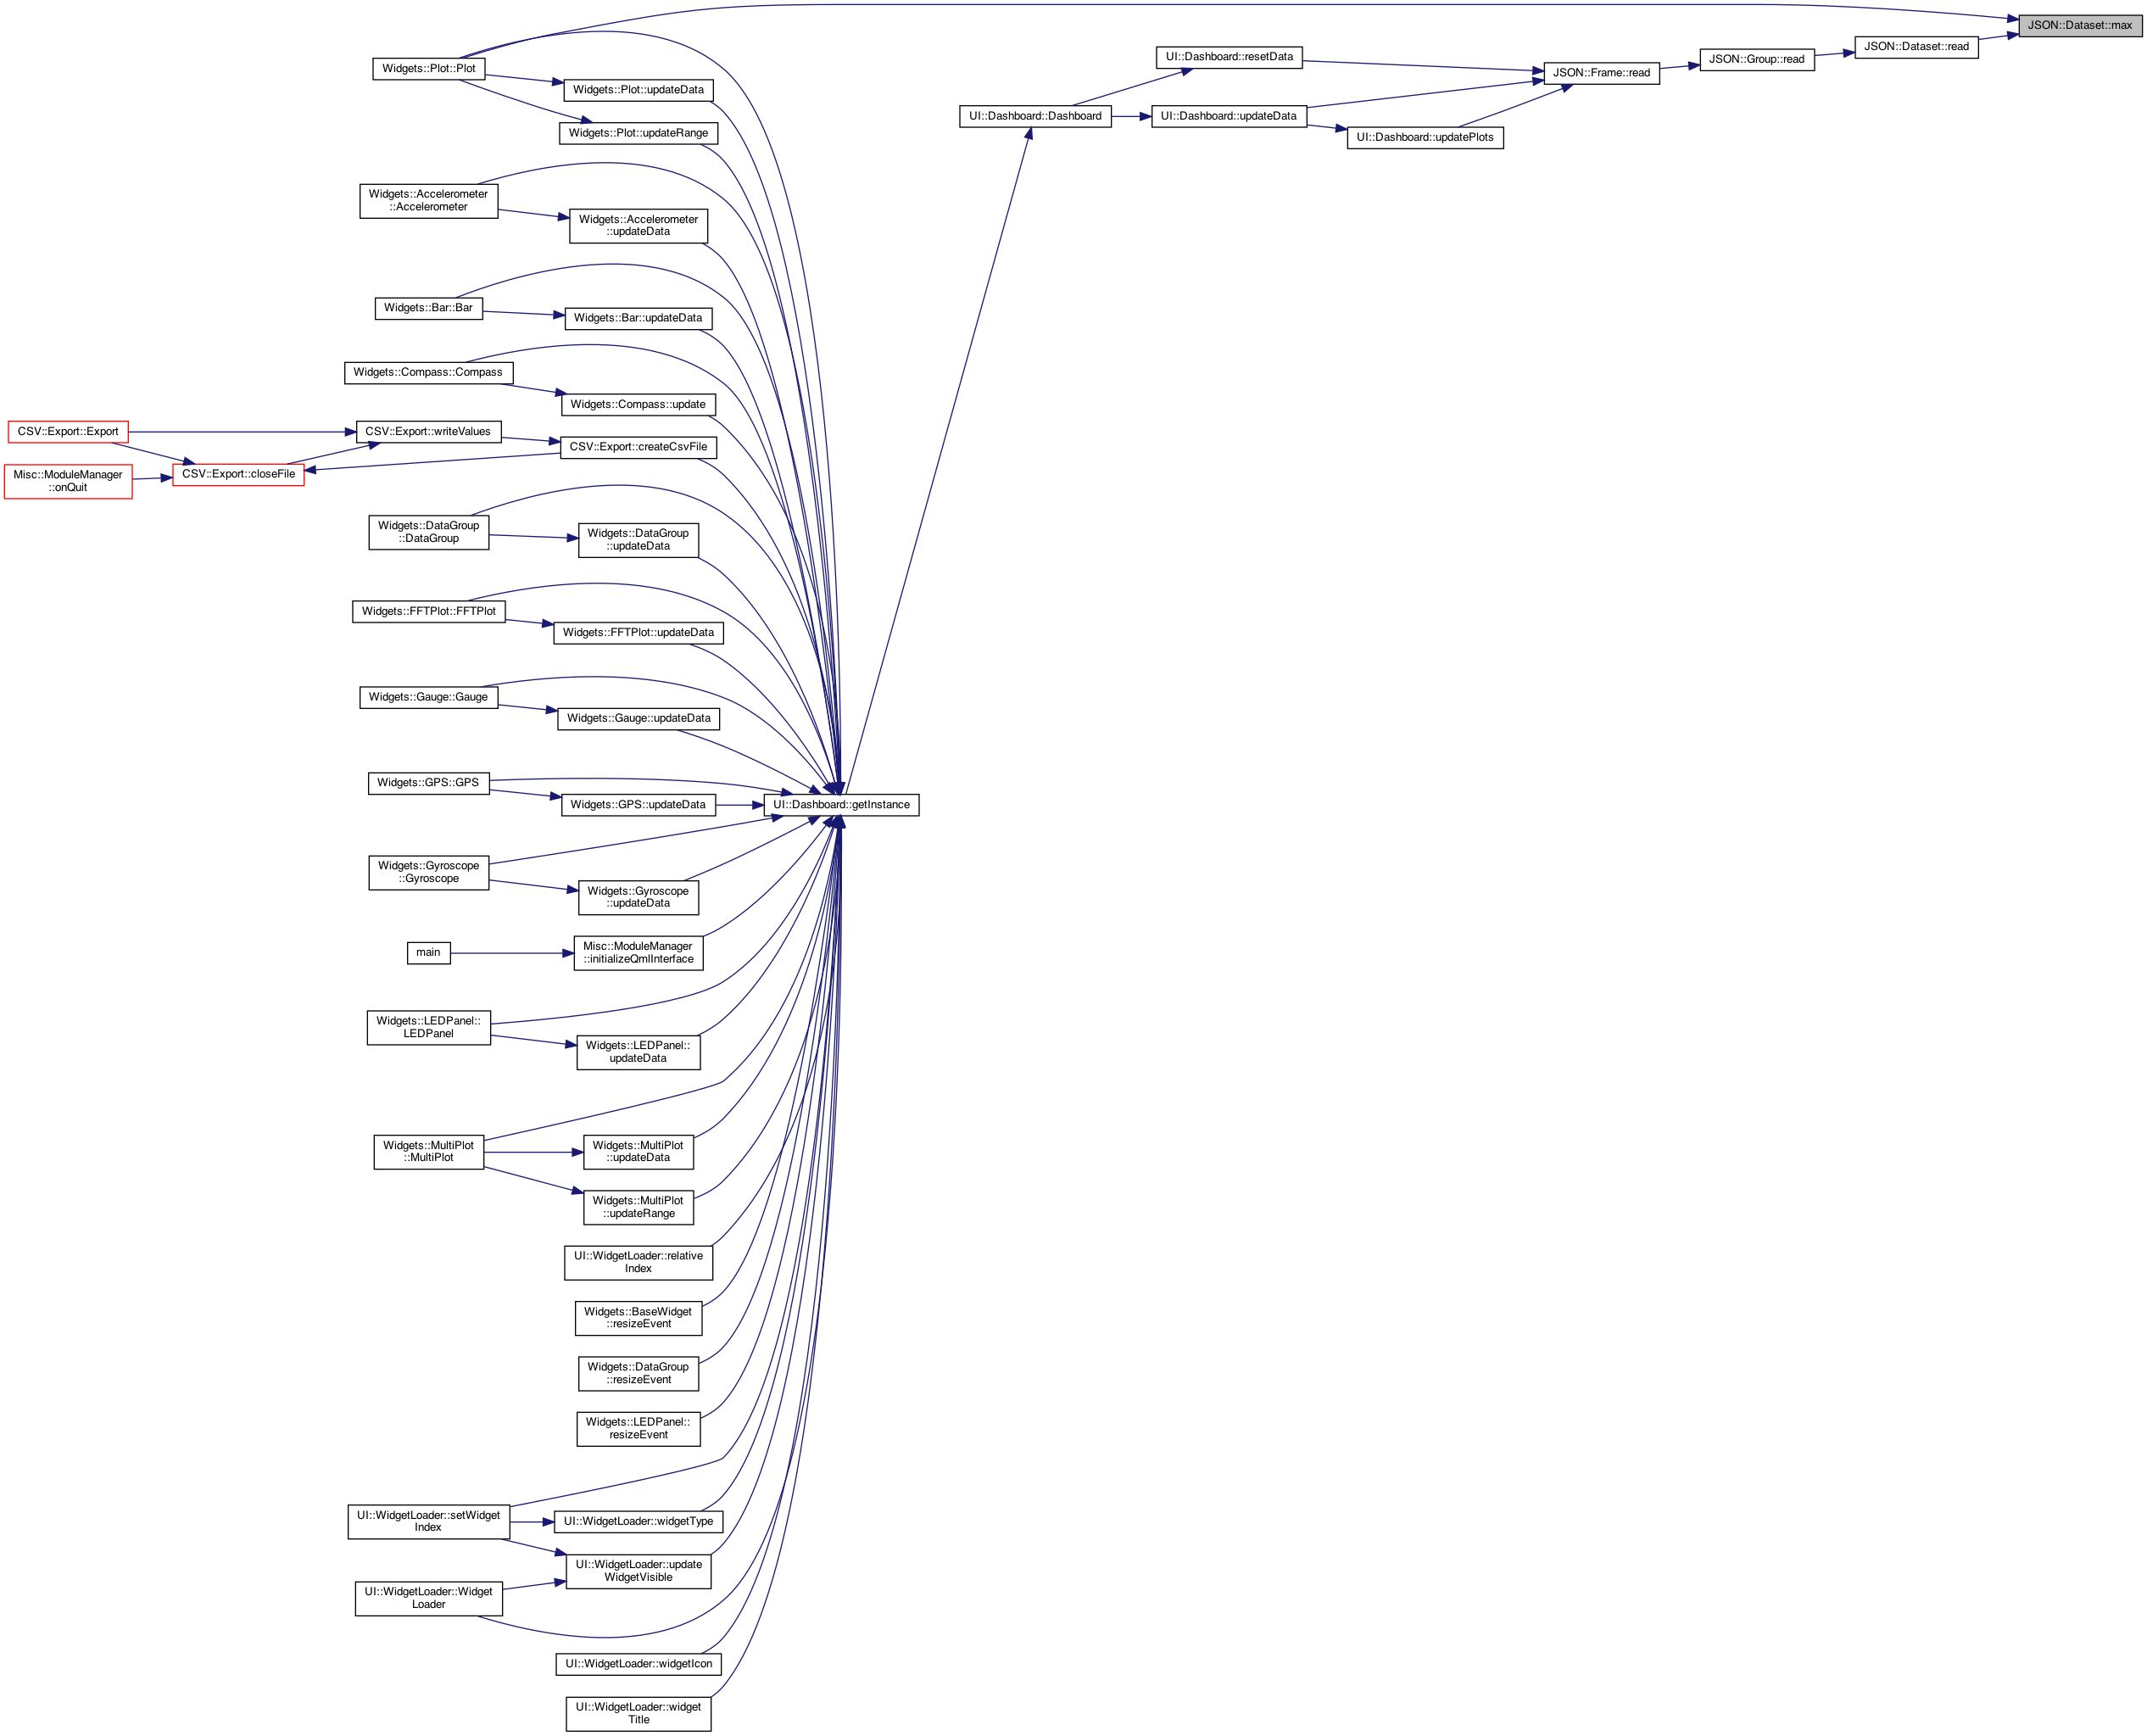 JSON::Dataset::max
JSON::Dataset::read
JSON::Group::read
JSON::Frame::read
UI::Dashboard::resetData
UI::Dashboard::updateData
UI::Dashboard::updatePlots
UI::Dashboard::Dashboard
UI::Dashboard::getInstance
Widgets::Plot::Plot
Widgets::Plot::updateData
Widgets::Plot::updateRange
Widgets::Accelerometer
::Accelerometer
Widgets::Accelerometer
::updateData
Widgets::Bar::Bar
Widgets::Bar::updateData
Widgets::Compass::Compass
Widgets::Compass::update
CSV::Export::Export
CSV::Export::writeValues
CSV::Export::createCsvFile
Misc::ModuleManager
::onQuit
CSV::Export::closeFile
Widgets::DataGroup
::DataGroup
Widgets::DataGroup
::updateData
Widgets::FFTPlot::FFTPlot
Widgets::FFTPlot::updateData
Widgets::Gauge::Gauge
Widgets::Gauge::updateData
Widgets::GPS::GPS
Widgets::GPS::updateData
Widgets::Gyroscope
::Gyroscope
Widgets::Gyroscope
::updateData
main
Misc::ModuleManager
::initializeQmlInterface
Widgets::LEDPanel::
LEDPanel
Widgets::LEDPanel::
updateData
Widgets::MultiPlot
::MultiPlot
Widgets::MultiPlot
::updateData
Widgets::MultiPlot
::updateRange
UI::WidgetLoader::relative
Index
Widgets::BaseWidget
::resizeEvent
Widgets::DataGroup
::resizeEvent
Widgets::LEDPanel::
resizeEvent
UI::WidgetLoader::setWidget
Index
UI::WidgetLoader::widgetType
UI::WidgetLoader::update
WidgetVisible
UI::WidgetLoader::Widget
Loader
UI::WidgetLoader::widgetIcon
UI::WidgetLoader::widget
Title